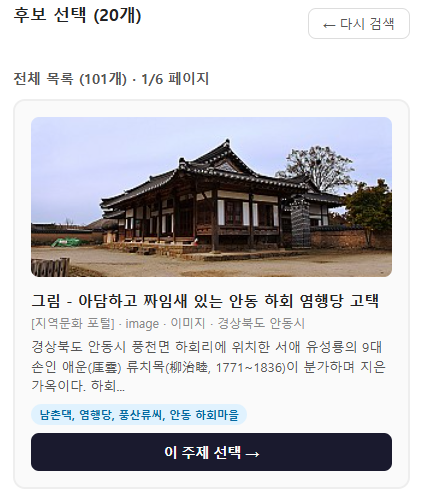 후보 선택 (20개)
← 다시 검색
전체 목록 (101개) · 1/6 페이지
그림 - 아담하고 짜임새 있는 안동 하회 염행당 고택
[지역문화 포털] · image · 이미지 · 경상북도 안동시
경상북도 안동시 풍천면 하회리에 위치한 서애 유성룡의 9대
손인 애운(厓雲) 류치목(柳治睦, 1771~1836)이 분가하며 지은
가옥이다. 하회...
남촌댁, 염행당, 풍산류씨, 안동 하회마을
이 주제 선택 →